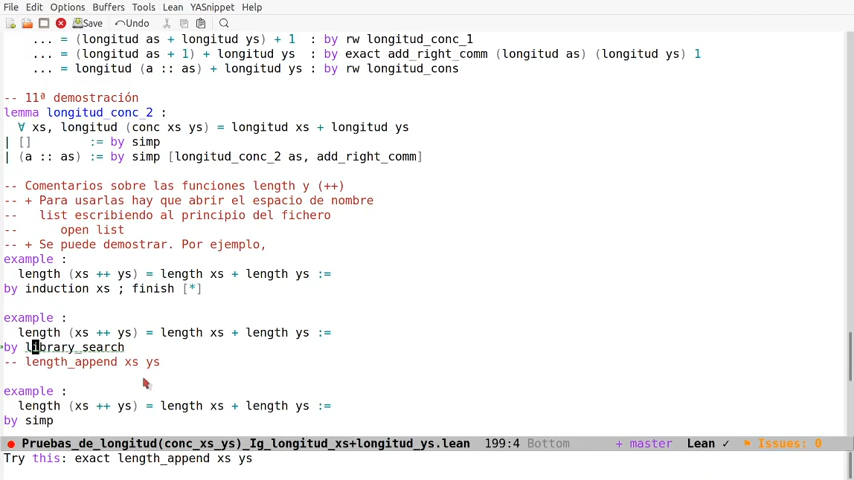 File Edit Options Buffers Tools Lean YASnippet Help
Save Undo
... = (longitud as + longitud ys) + 1 : by rw longitud_conc_1
... = (longitud as + 1) + longitud ys : by exact add_right_comm (longitud as) (longitud ys) 1
... = longitud (a :: as) + longitud ys : by rw longitud_cons
-- 11ª demostración
lemma longitud_conc_2 :
∀ xs, longitud (conc xs ys) = longitud xs + longitud ys
| [] := by simp
| (a :: as) := by simp [longitud_conc_2 as, add_right_comm]
-- Comentarios sobre las funciones length y (++)
-- + Para usarlas hay que abrir el espacio de nombre
-- list escribiendo al principio del fichero
-- open list
-- + Se puede demostrar. Por ejemplo,
example :
length (xs ++ ys) = length xs + length ys :=
by induction xs ; finish [*]
example :
length (xs ++ ys) = length xs + length ys :=
by library_search
-- length_append xs ys
example :
length (xs ++ ys) = length xs + length ys :=
by simp
Pruebas_de_longitud(conc_xs_ys)_Ig_longitud_xs+longitud_ys.lean 199:4 Bottom + master Lean ✓ Issues: 0
Try this: exact length_append xs ys